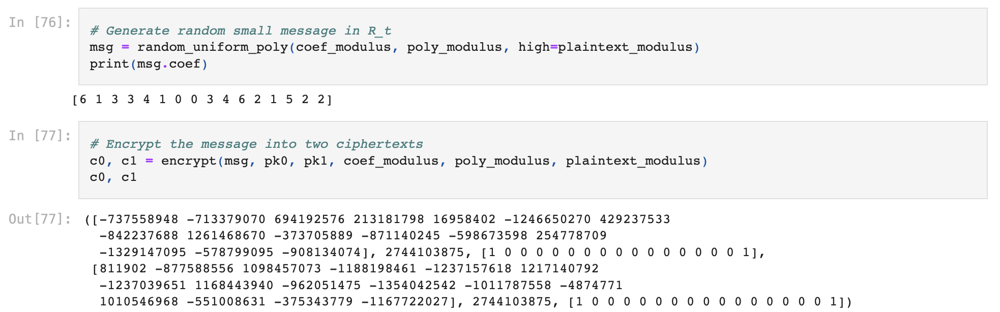 In [76]:
# Generate random small message in R_t
msg = random_uniform_poly(coef_modulus, poly_modulus, high=plaintext_modulus)
print(msg.coef)
[6 1 3 3 4 1 0 0 3 4 6 2 1 5 2 2]
In [77]:
# Encrypt the message into two ciphertexts
c0, c1 = encrypt(msg, pk0, pk1, coef_modulus, poly_modulus, plaintext_modulus)
c0, c1
Out[77]: ([-737558948 -713379070 694192576 213181798 16958402 -1246650270 429237533
-842237688 1261468670 -373705889 -871140245 -598673598 254778709
-1329147095 -578799095 -908134074], 2744103875, [1 0 0 0 0 0 0 0 0 0 0 0 0 0 0 0 1],
[811902 -877588556 1098457073 -1188198461 -1237157618 1217140792
-1237039651 1168443940 -962051475 -1354042542 -1011787558 -4874771
1010546968 -551008631 -375343779 -1167722027], 2744103875, [1 0 0 0 0 0 0 0 0 0 0 0 0 0 0 0 1])